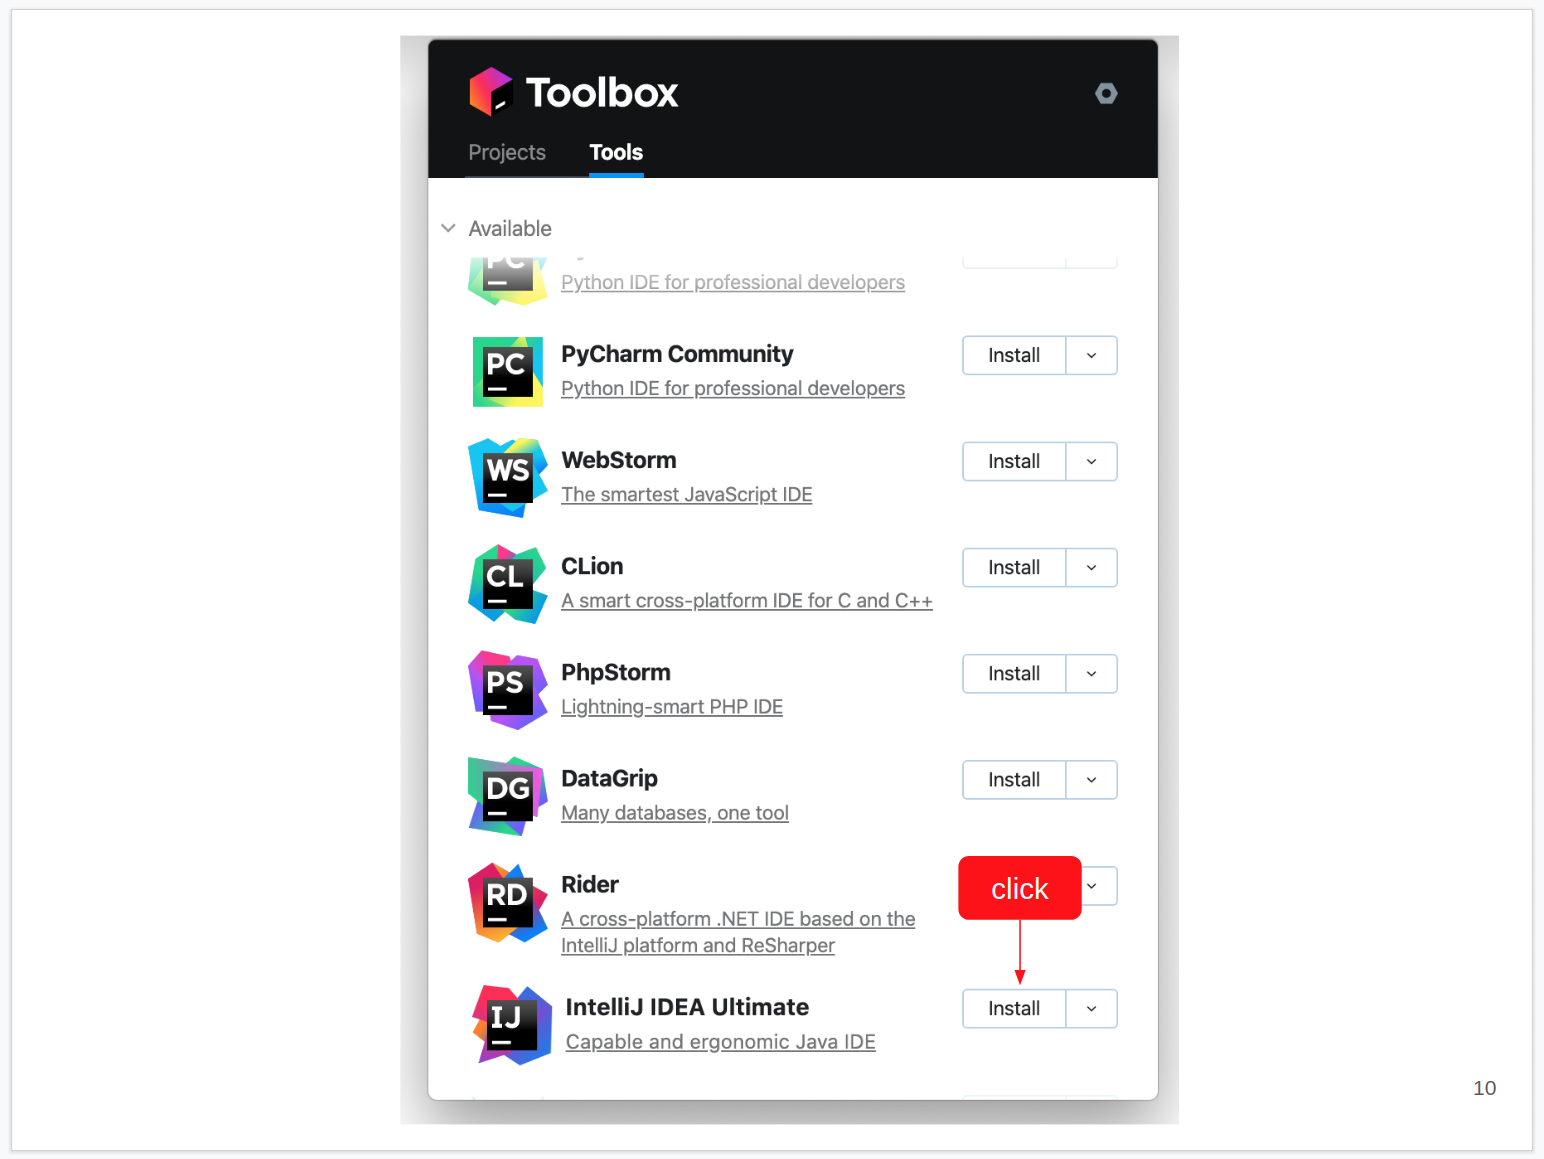 Toolbox
Projects Tools
Available
PC
Python IDE for professional developers
PC
PyCharm Community
Install
Python IDE for professional developers
WS
WebStorm
Install
The smartest JavaScript IDE
CL
CLion
Install
A smart cross-platform IDE for C and C++
PS
PhpStorm
Install
Lightning-smart PHP IDE
DG
DataGrip
Install
Many databases, one tool
RD
Rider
click
A cross-platform .NET IDE based on the
IntelliJ platform and ReSharper
IJ
IntelliJ IDEA Ultimate
Install
Capable and ergonomic Java IDE
10